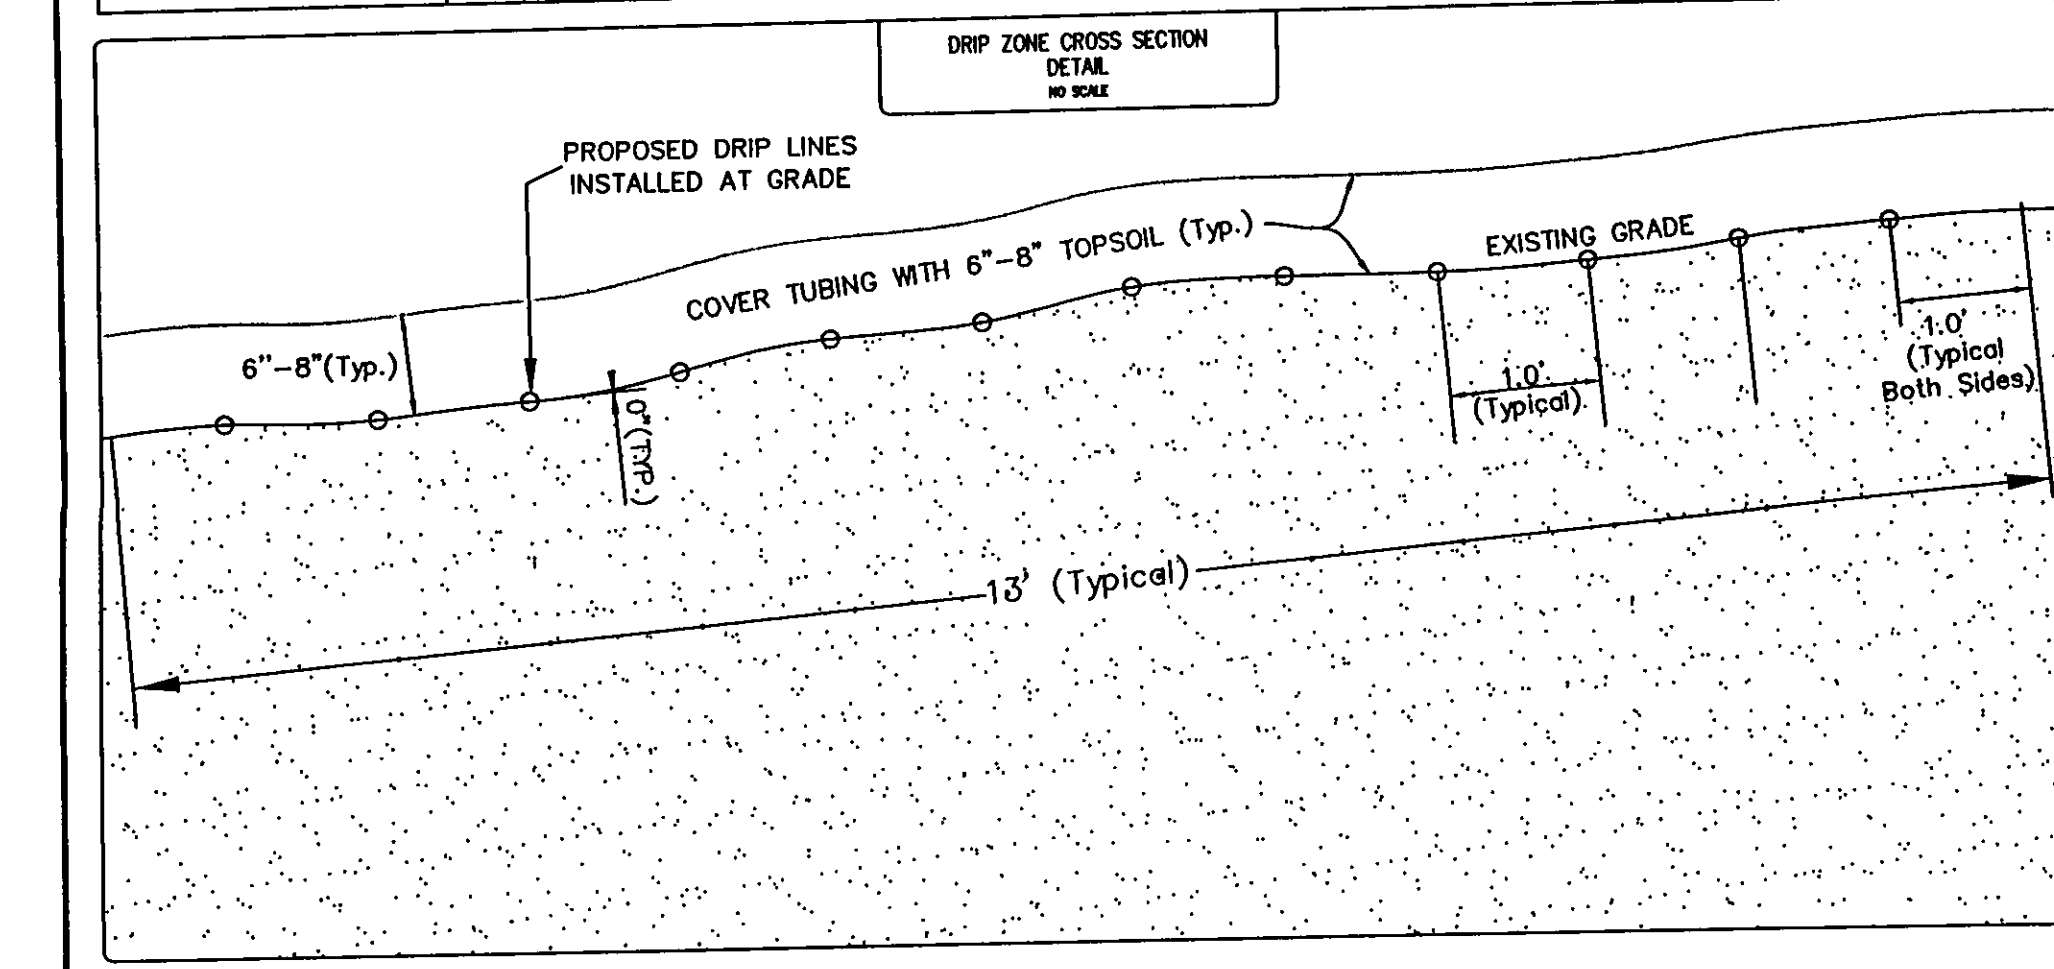 DRIP ZONE CROSS SECTION
DETAIL
NO SCALE
PROPOSED DRIP LINES
INSTALLED AT GRADE
COVER TUBING WITH 6"-8" TOPSOIL (Typ.)
EXISTING GRADE
6"-8"(Typ.)
1.0'
(Typical
Both Sides)
1.0'
(Typical)
(TYP.)
13' (Typical)